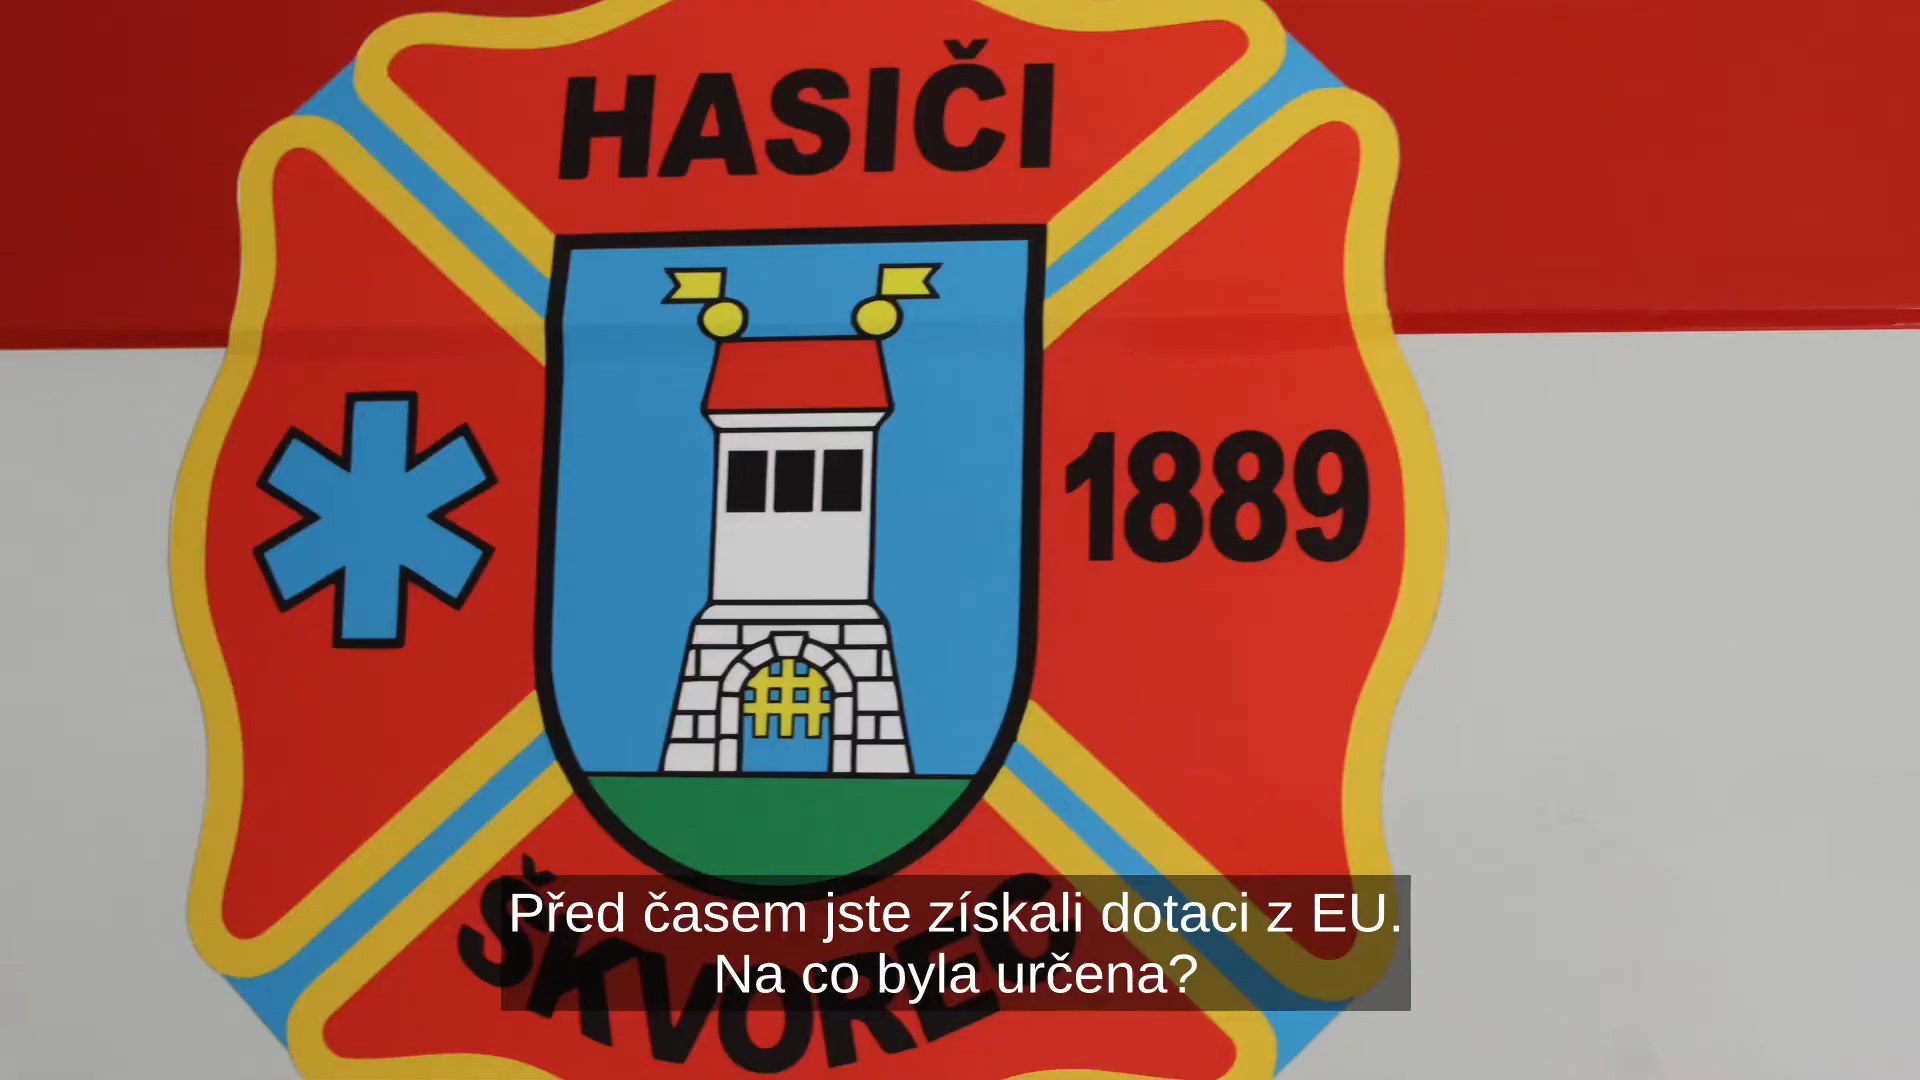 HASIČI
1889
ŠKVOREC
Před časem jste získali dotaci z EU.
Na co byla určena?